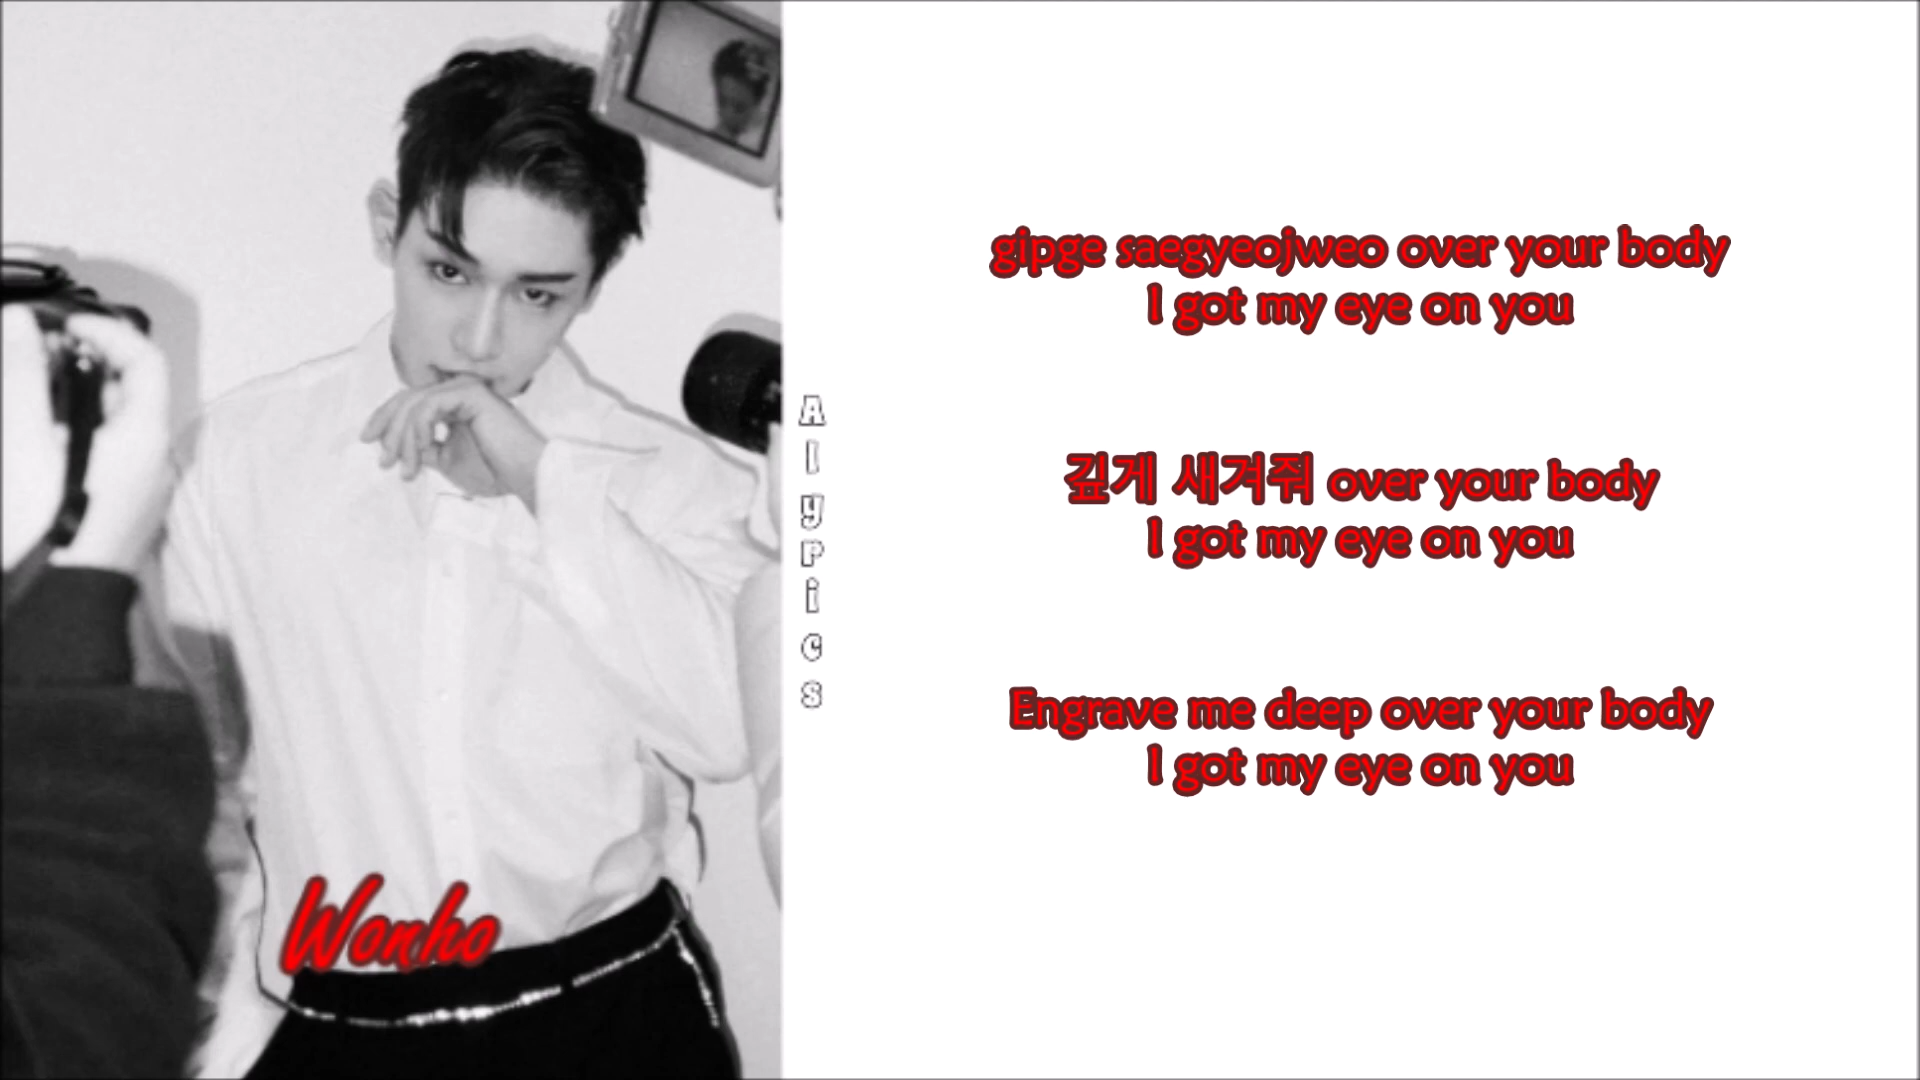 gipge saegyeojweo over your body
I got my eye on you
깊게 새겨줘 over your body
I got my eye on you
Engrave me deep over your body
I got my eye on you
Alypics
Wonho